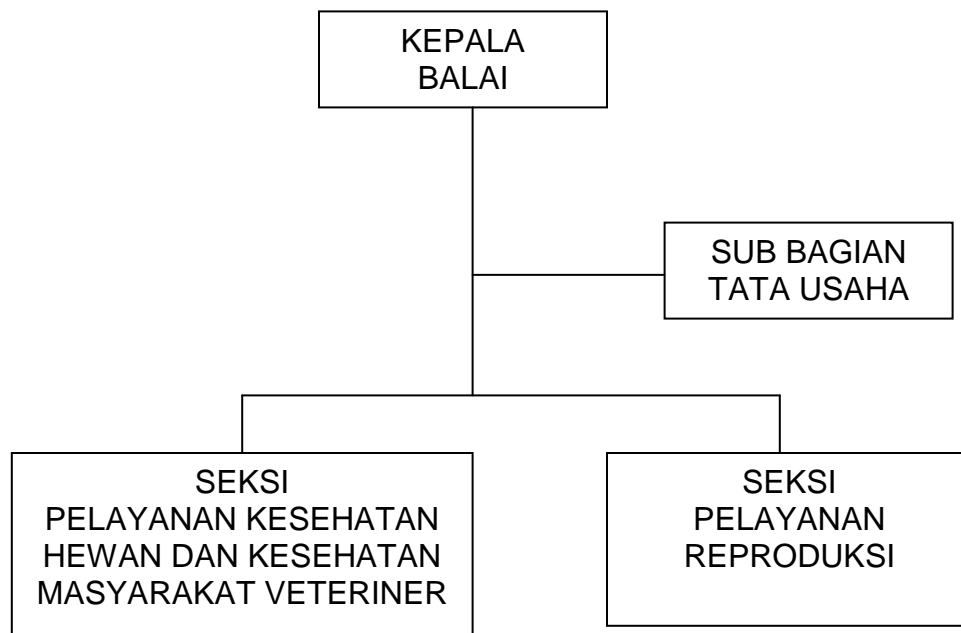 KEPALA
BALAI
SUB BAGIAN
TATA USAHA
SEKSI
PELAYANAN KESEHATAN
HEWAN DAN KESEHATAN
MASYARAKAT VETERINER
SEKSI
PELAYANAN
REPRODUKSI